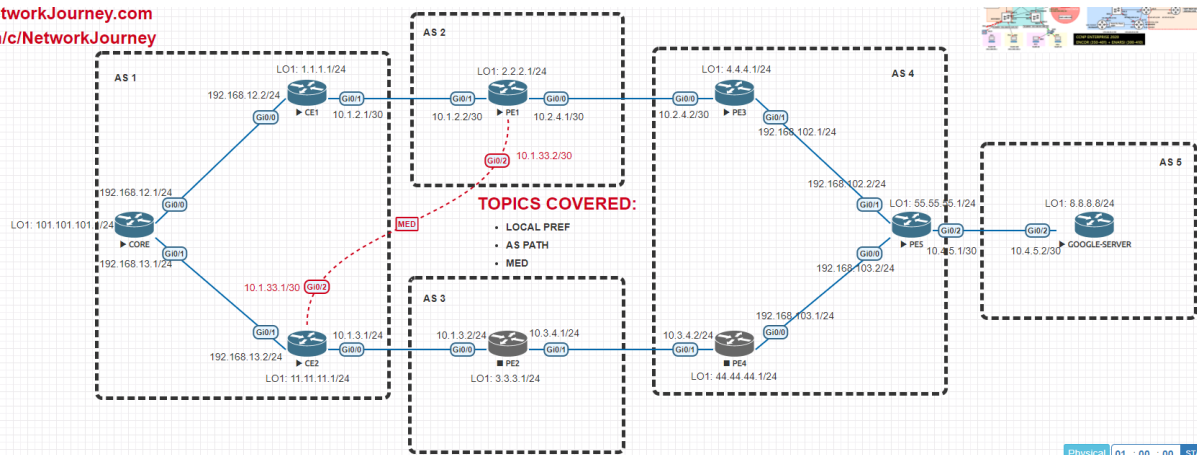 tworkJourney.com
/c/NetworkJourney
AS 1
LO1: 1.1.1.1/24
192.168.12.2/24
Gi0/0
Gi0/1
CE1
10.1.2.1/30
192.168.12.1/24
Gi0/0
LO1: 101.101.101.1/24
CORE
Gi0/1
192.168.13.1/24
10.1.33.1/30
Gi0/2
Gi0/1
192.168.13.2/24
CE2
10.1.3.1/24
Gi0/0
LO1: 11.11.11.1/24
AS 2
LO1: 2.2.2.1/24
Gi0/1
10.1.2.2/30
PE1
Gi0/0
10.2.4.1/30
Gi0/2
10.1.33.2/30
MED
TOPICS COVERED:
• LOCAL PREF
• AS PATH
• MED
AS 3
10.1.3.2/24
Gi0/0
PE2
10.3.4.1/24
Gi0/1
LO1: 3.3.3.1/24
AS 4
LO1: 4.4.4.1/24
Gi0/0
10.2.4.2/30
PE3
Gi0/1
192.168.102.1/24
192.168.102.2/24
Gi0/1
LO1: 55.55.55.1/24
PE5
Gi0/2
10.4.5.1/30
Gi0/0
192.168.103.2/24
192.168.103.1/24
Gi0/0
10.3.4.2/24
Gi0/1
PE4
LO1: 44.44.44.1/24
AS 5
LO1: 8.8.8.8/24
Gi0/2
10.4.5.2/30
GOOGLE-SERVER
Physical 01 : 00 : 00 ST